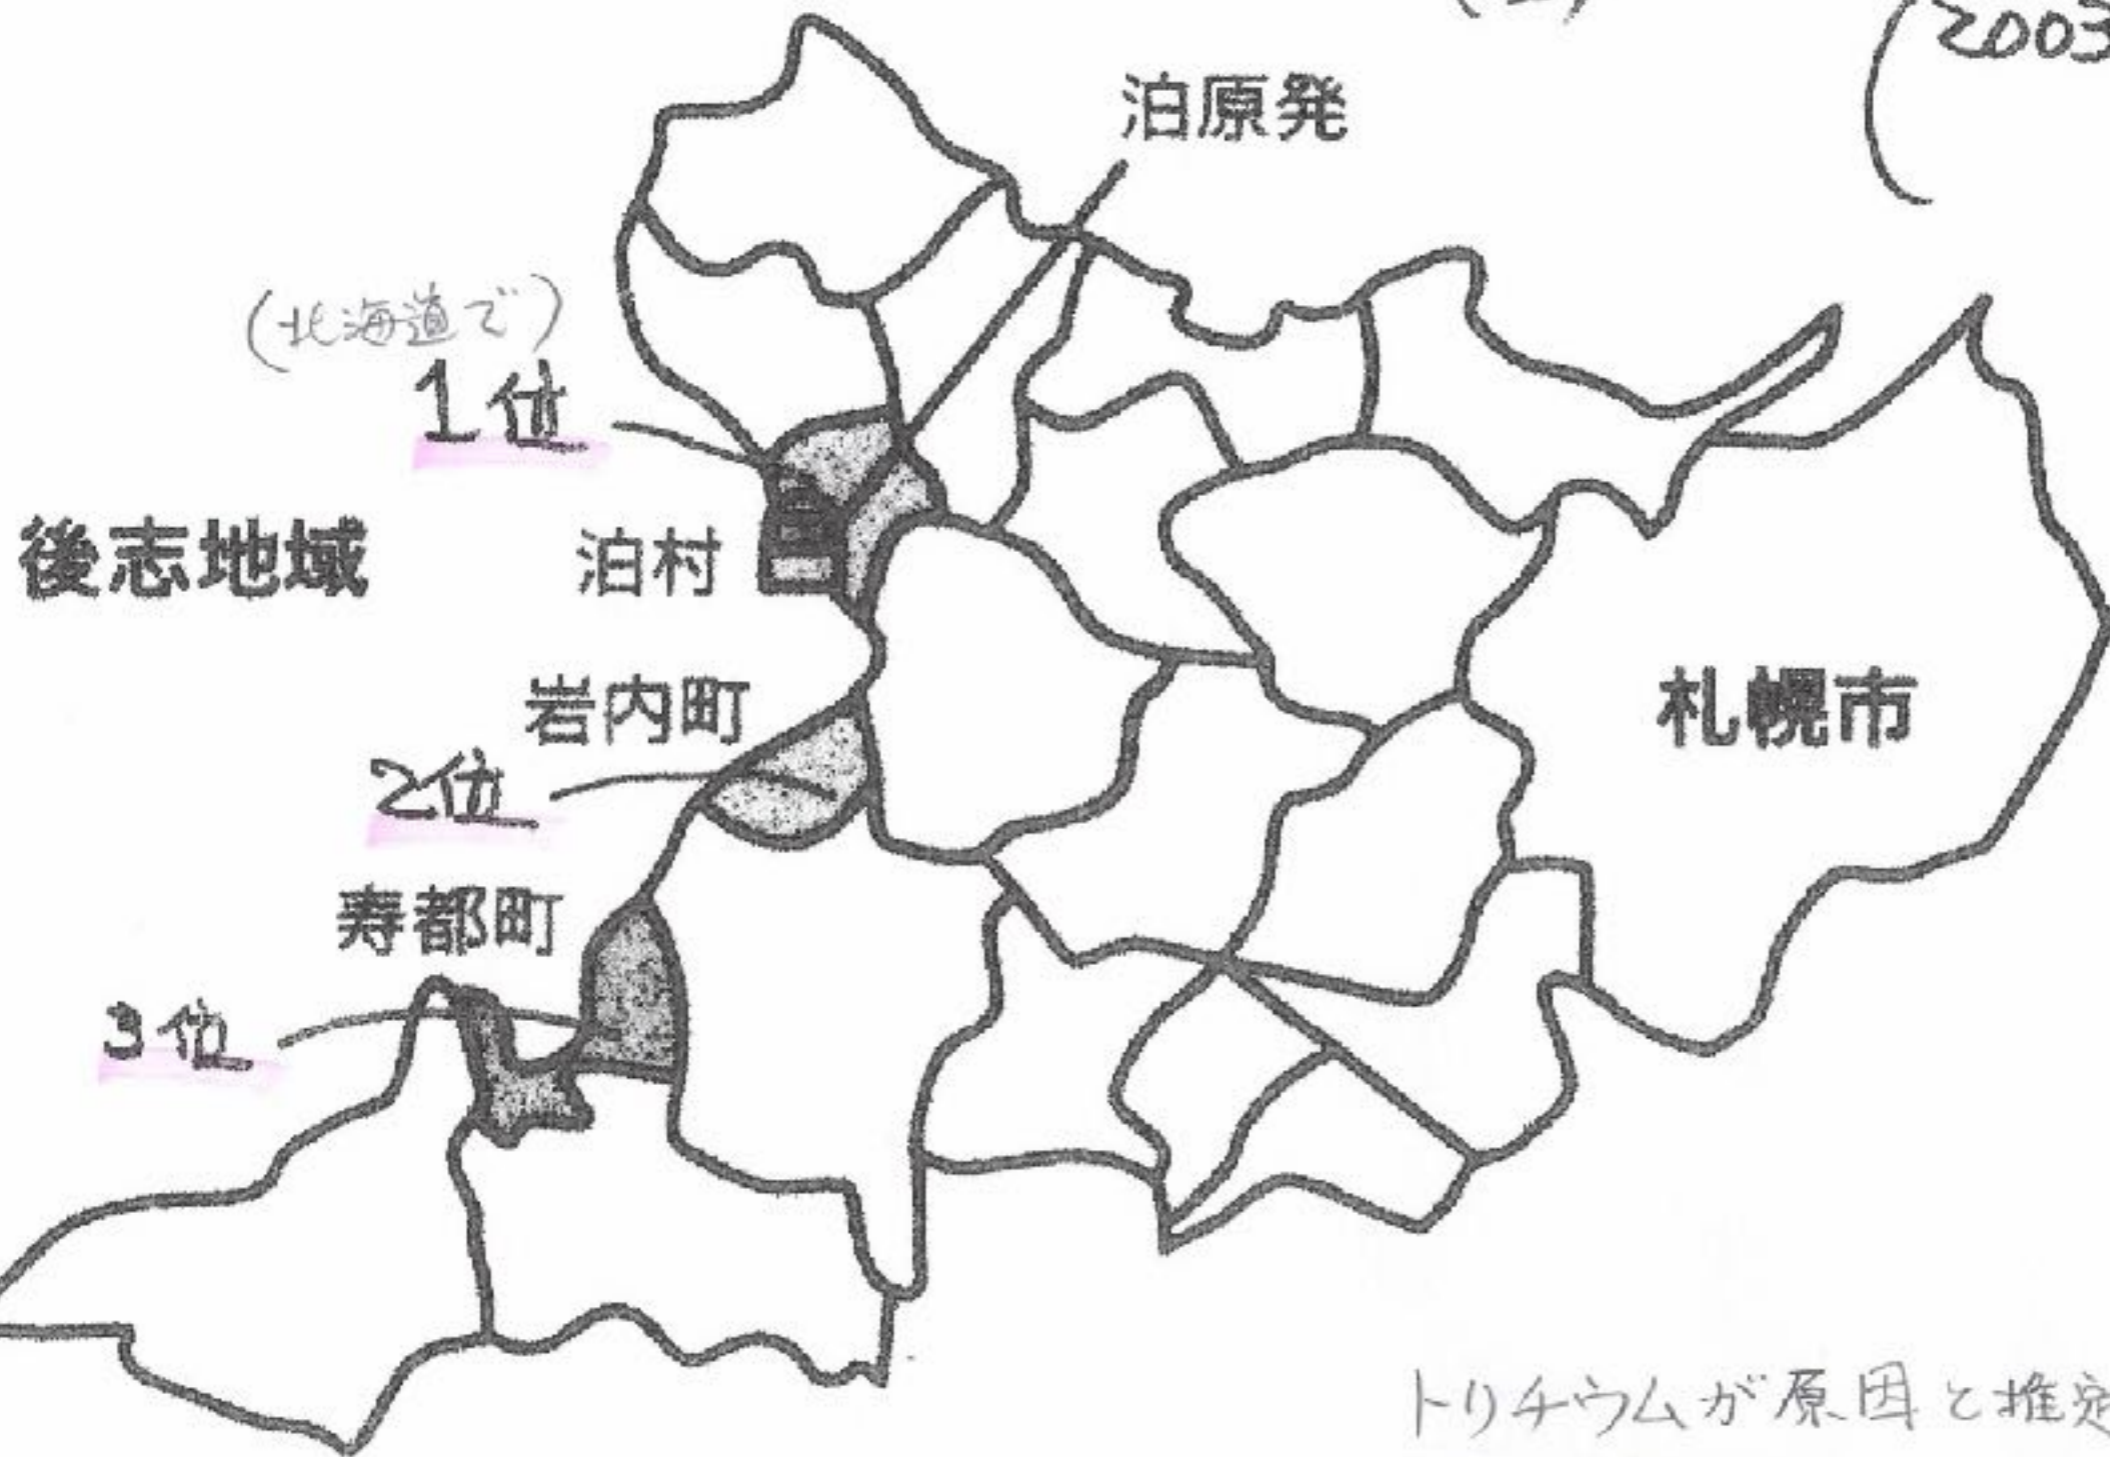 2003
泊原発
(北海道で)
1位
後志地域
泊村
岩内町
札幌市
2位
寿都町
3位
トリチウムが原因と推定